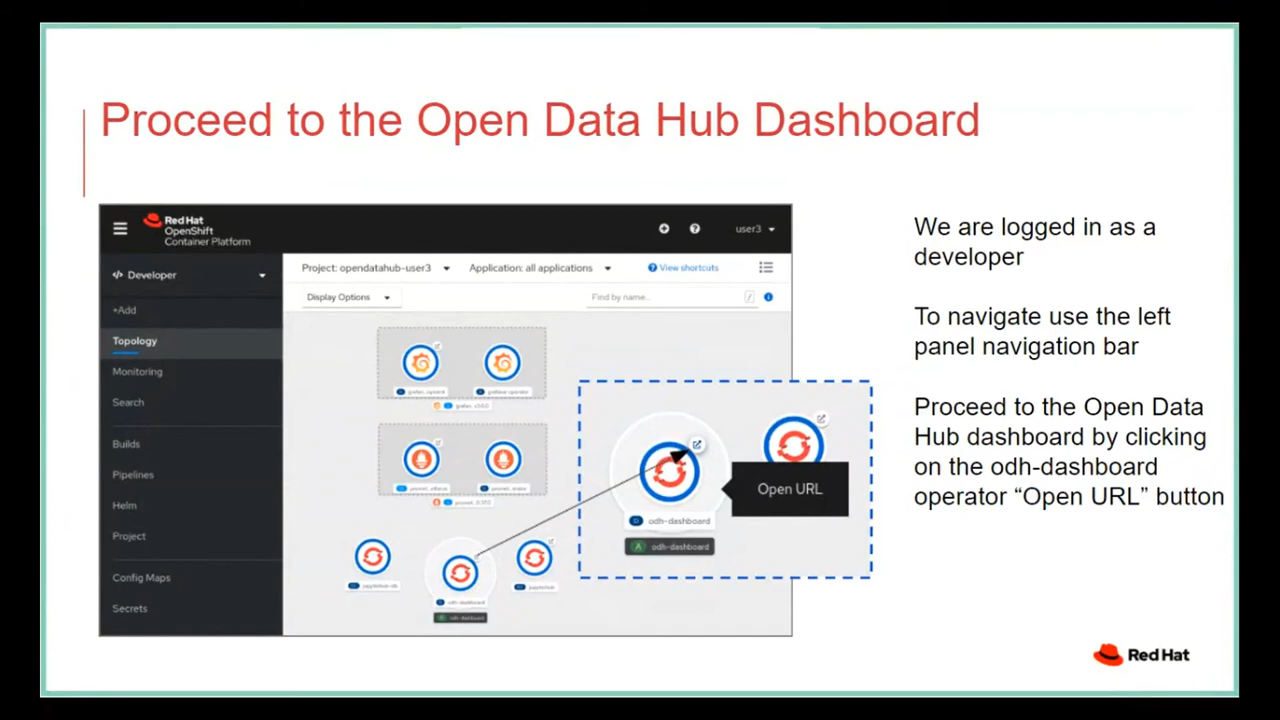 Proceed to the Open Data Hub Dashboard
Red Hat
OpenShift
Container Platform
user3
Developer
Project: opendatahub-user3
Application: all applications
View shortcuts
+Add
Display Options
Find by name...
/
Topology
Monitoring
Search
Builds
Pipelines
Helm
Project
Config Maps
Secrets
odh-dashboard
odh-dashboard
Open URL
D odh-dashboard
A odh-dashboard
We are logged in as a
developer
To navigate use the left
panel navigation bar
Proceed to the Open Data
Hub dashboard by clicking
on the odh-dashboard
operator “Open URL” button
Red Hat